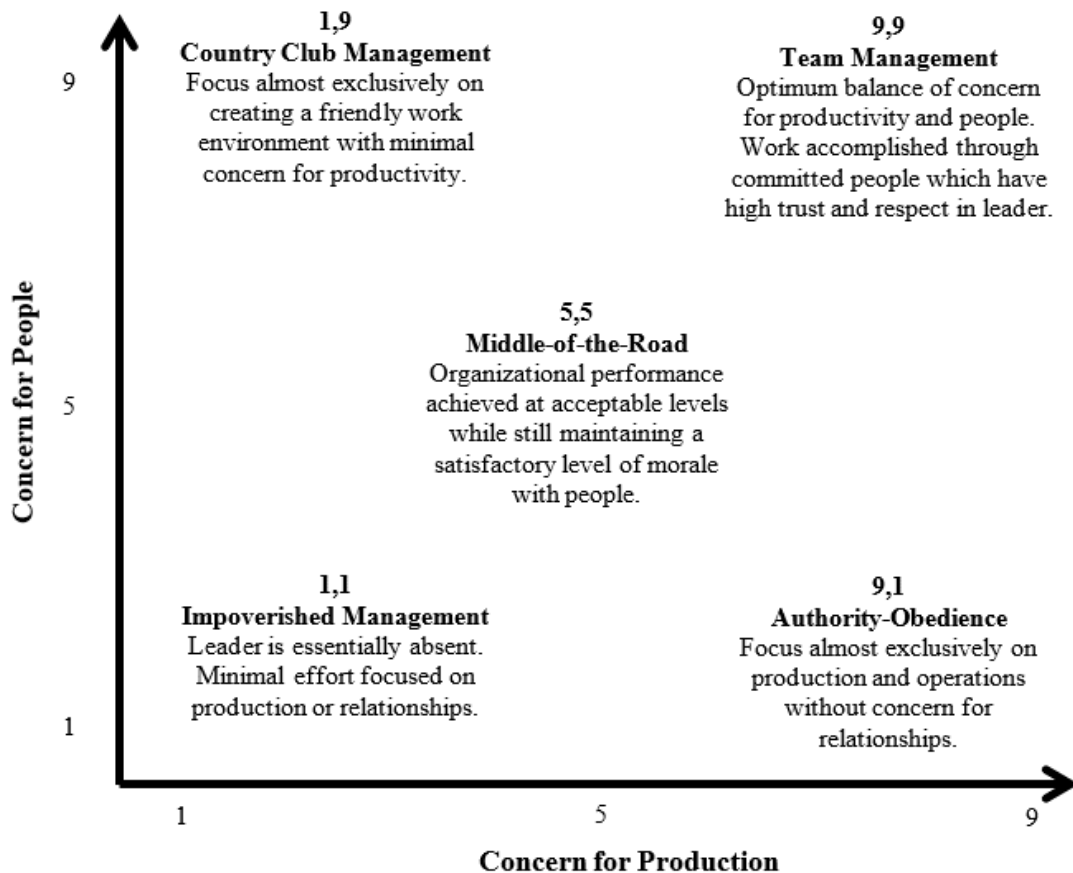 1,9
Country Club Management
Focus almost exclusively on
creating a friendly work
environment with minimal
concern for productivity.
9,9
Team Management
Optimum balance of concern
for productivity and people.
Work accomplished through
committed people which have
high trust and respect in leader.
5,5
Middle-of-the-Road
Organizational performance
achieved at acceptable levels
while still maintaining a
satisfactory level of morale
with people.
1,1
Impoverished Management
Leader is essentially absent.
Minimal effort focused on
production or relationships.
9,1
Authority-Obedience
Focus almost exclusively on
production and operations
without concern for
relationships.
Concern for People
9
5
1
1
5
9
Concern for Production